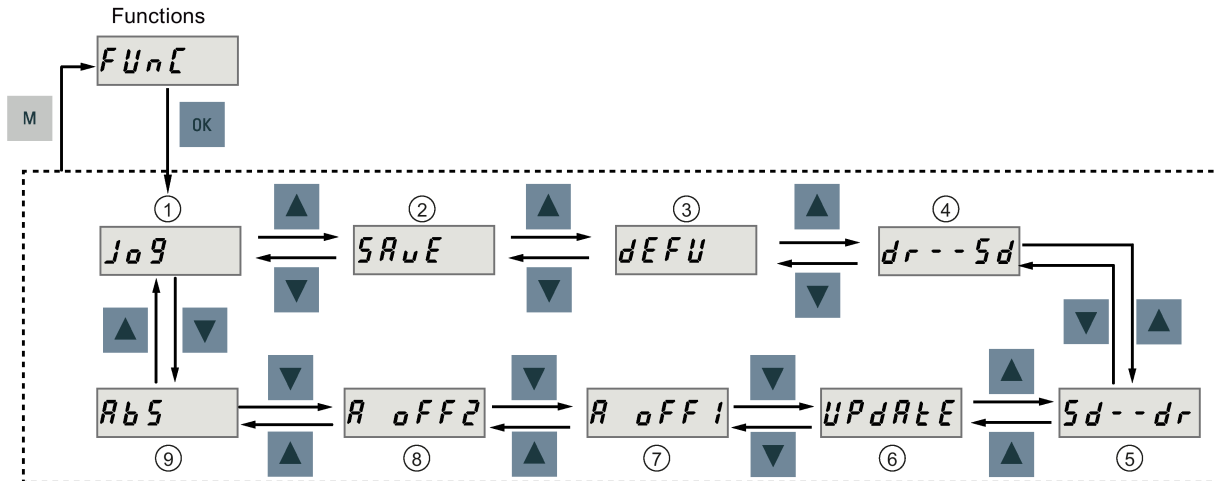 Functions
FUnC
M
OK
1
2
3
4
Jog
SAvE
dEFU
dr--Sd
AbS
A oFF2
A oFF1
UPdAtE
Sd--dr
9
8
7
6
5